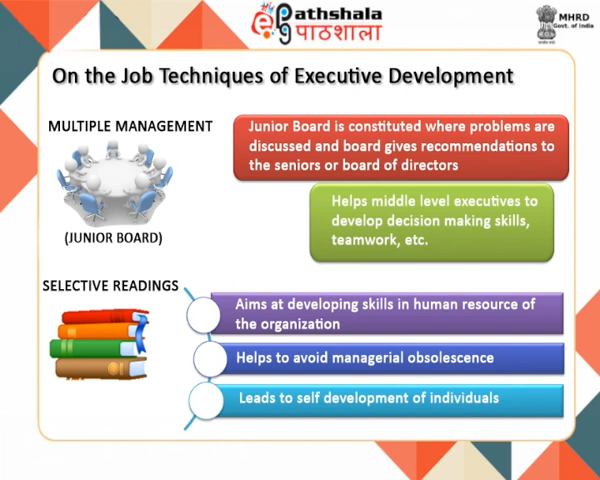 e-Pg Pathshala
पाठशाला
MHRD
Govt. of India
On the Job Techniques of Executive Development
MULTIPLE MANAGEMENT
(JUNIOR BOARD)
Junior Board is constituted where problems are
discussed and board gives recommendations to
the seniors or board of directors
Helps middle level executives to
develop decision making skills,
teamwork, etc.
SELECTIVE READINGS
Aims at developing skills in human resource of
the organization
Helps to avoid managerial obsolescence
Leads to self development of individuals